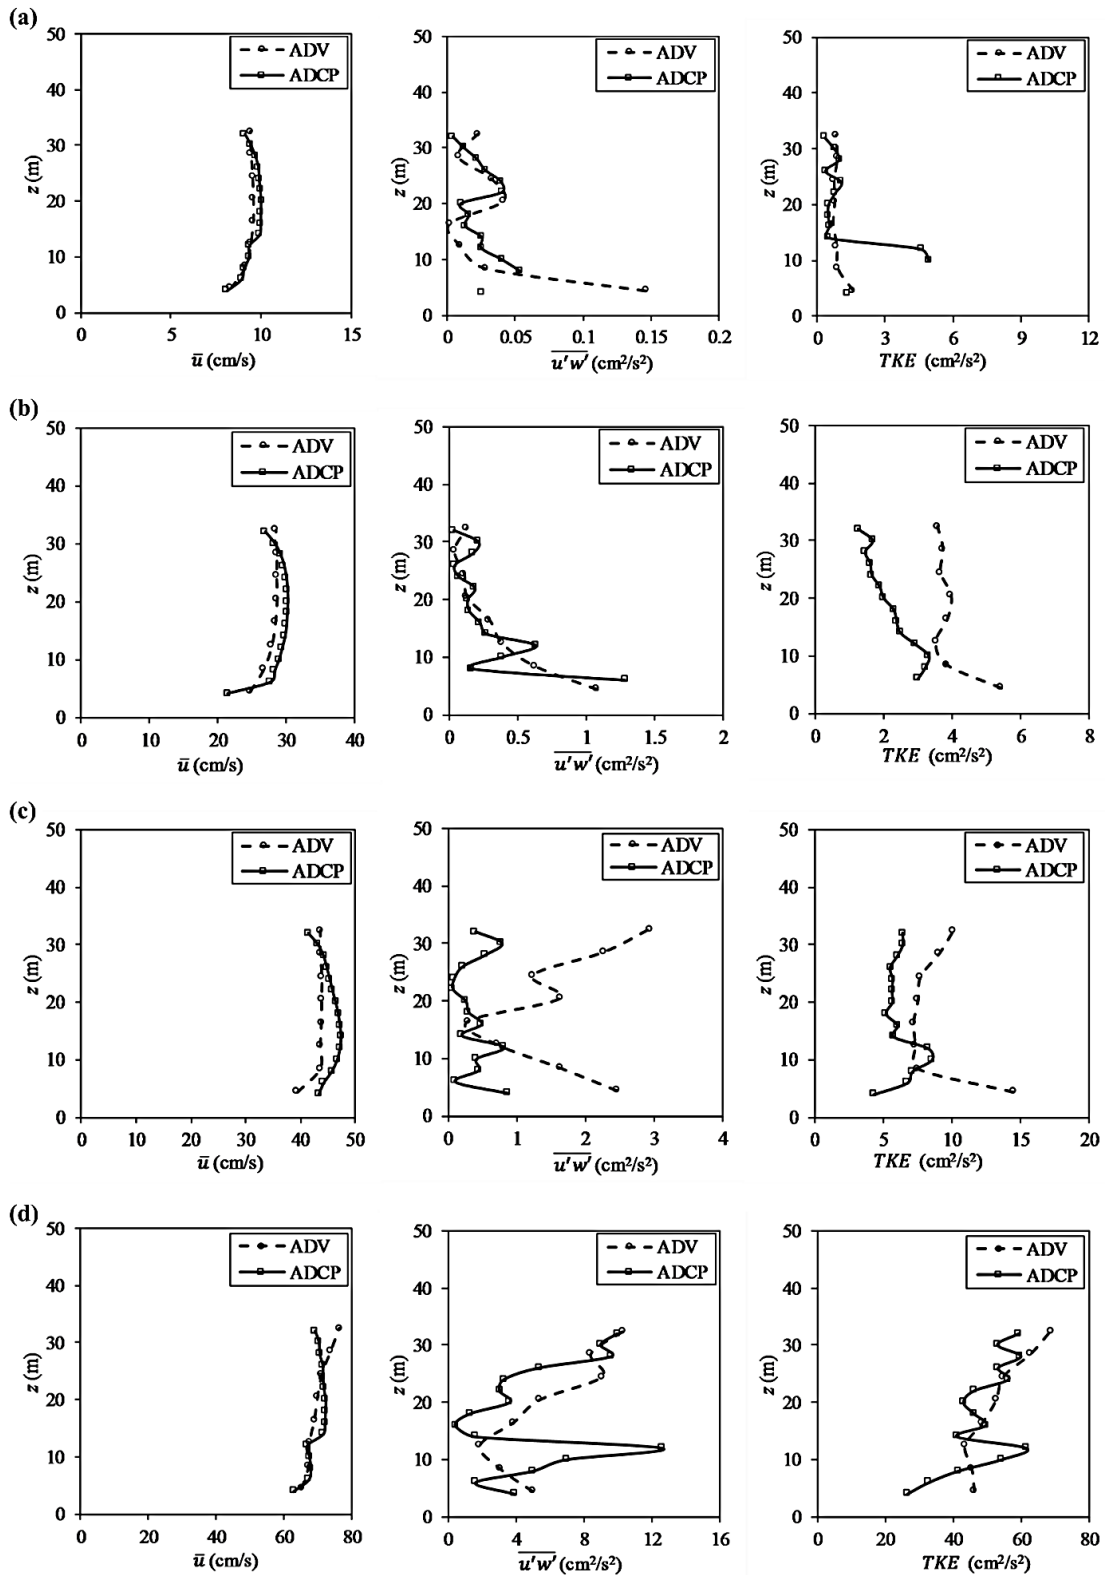 (a)
50 40 30 20 10 0
z (m)
ADV
ADCP
0 5 10 15
u̅ (cm/s)
50 40 30 20 10 0
z (m)
ADV
ADCP
0 0.05 0.1 0.15 0.2
u'w' (cm²/s²)
50 40 30 20 10 0
z (m)
ADV
ADCP
0 3 6 9 12
TKE (cm²/s²)
(b)
50 40 30 20 10 0
z (m)
ADV
ADCP
0 10 20 30 40
u̅ (cm/s)
50 40 30 20 10 0
z (m)
ADV
ADCP
0 0.5 1 1.5 2
u'w' (cm²/s²)
50 40 30 20 10 0
z (m)
ADV
ADCP
0 2 4 6 8
TKE (cm²/s²)
(c)
50 40 30 20 10 0
z (m)
ADV
ADCP
0 10 20 30 40 50
u̅ (cm/s)
50 40 30 20 10 0
z (m)
ADV
ADCP
0 1 2 3 4
u'w' (cm²/s²)
50 40 30 20 10 0
z (m)
ADV
ADCP
0 5 10 15 20
TKE (cm²/s²)
(d)
50 40 30 20 10 0
z (m)
ADV
ADCP
0 20 40 60 80
u̅ (cm/s)
50 40 30 20 10 0
z (m)
ADV
ADCP
0 4 8 12 16
u'w' (cm²/s²)
50 40 30 20 10 0
z (m)
ADV
ADCP
0 20 40 60 80
TKE (cm²/s²)